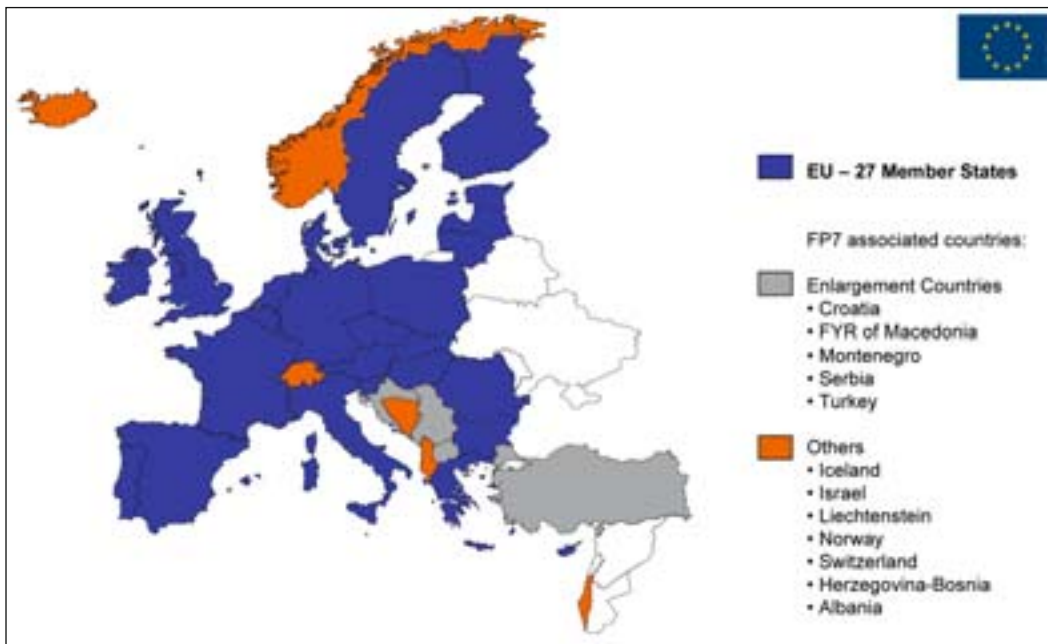 EU – 27 Member States
FP7 associated countries:
Enlargement Countries
• Croatia
• FYR of Macedonia
• Montenegro
• Serbia
• Turkey
Others
• Iceland
• Israel
• Liechtenstein
• Norway
• Switzerland
• Herzegovina-Bosnia
• Albania